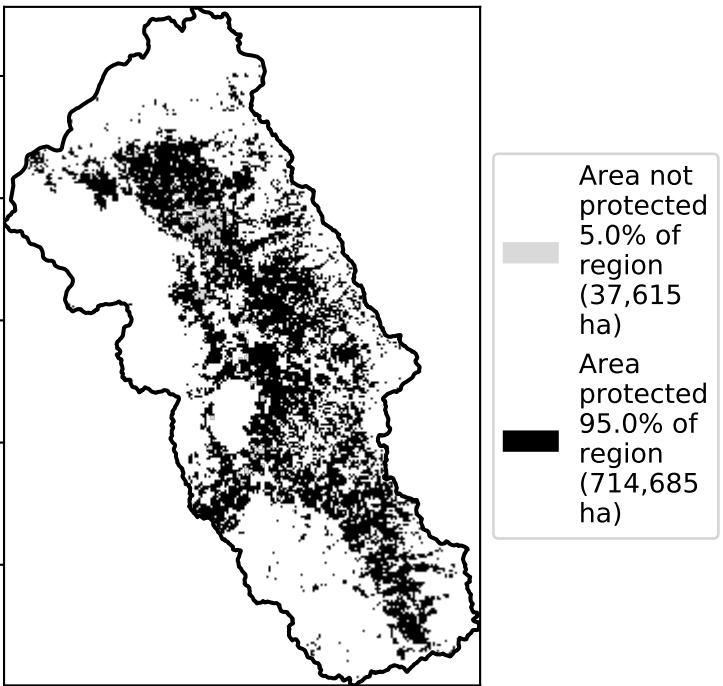 Area not
protected
5.0% of
region
(37,615
ha)
Area
protected
95.0% of
region
(714,685
ha)